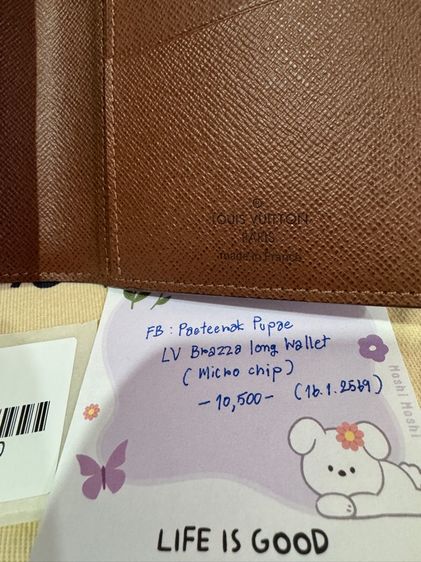 LOUIS VUITTON
PARIS
made in France
FB : Paeteenak Pupae
LV Brazza long wallet
(Micro chip)
- 10,500 - (16.1.2569)
Moshi Moshi
LIFE IS GOOD